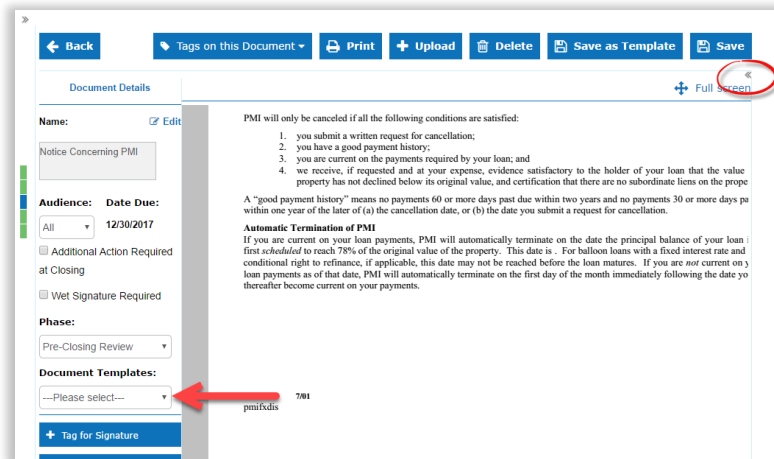 »
Back
Tags on this Document
Print
Upload
Delete
Save as Template
Save
«
Document Details
Full screen
Name:
Edit
Notice Concerning PMI
Audience: Date Due:
All 12/30/2017
Additional Action Required
at Closing
Wet Signature Required
Phase:
Pre-Closing Review
Document Templates:
---Please select---
Tag for Signature
PMI will only be canceled if all the following conditions are satisfied:
1. you submit a written request for cancellation;
2. you have a good payment history;
3. you are current on the payments required by your loan; and
4. we receive, if requested and at your expense, evidence satisfactory to the holder of your loan that the value
property has not declined below its original value, and certification that there are no subordinate liens on the prope
A “good payment history” means no payments 60 or more days past due within two years and no payments 30 or more days pa
within one year of the later of (a) the cancellation date, or (b) the date you submit a request for cancellation.
Automatic Termination of PMI
If you are current on your loan payments, PMI will automatically terminate on the date the principal balance of your loan i
first scheduled to reach 78% of the original value of the property. This date is . For balloon loans with a fixed interest rate and
conditional right to refinance, if applicable, this date may not be reached before the loan matures. If you are not current on y
loan payments as of that date, PMI will automatically terminate on the first day of the month immediately following the date yo
thereafter become current on your payments.
7/01
pmifxdis